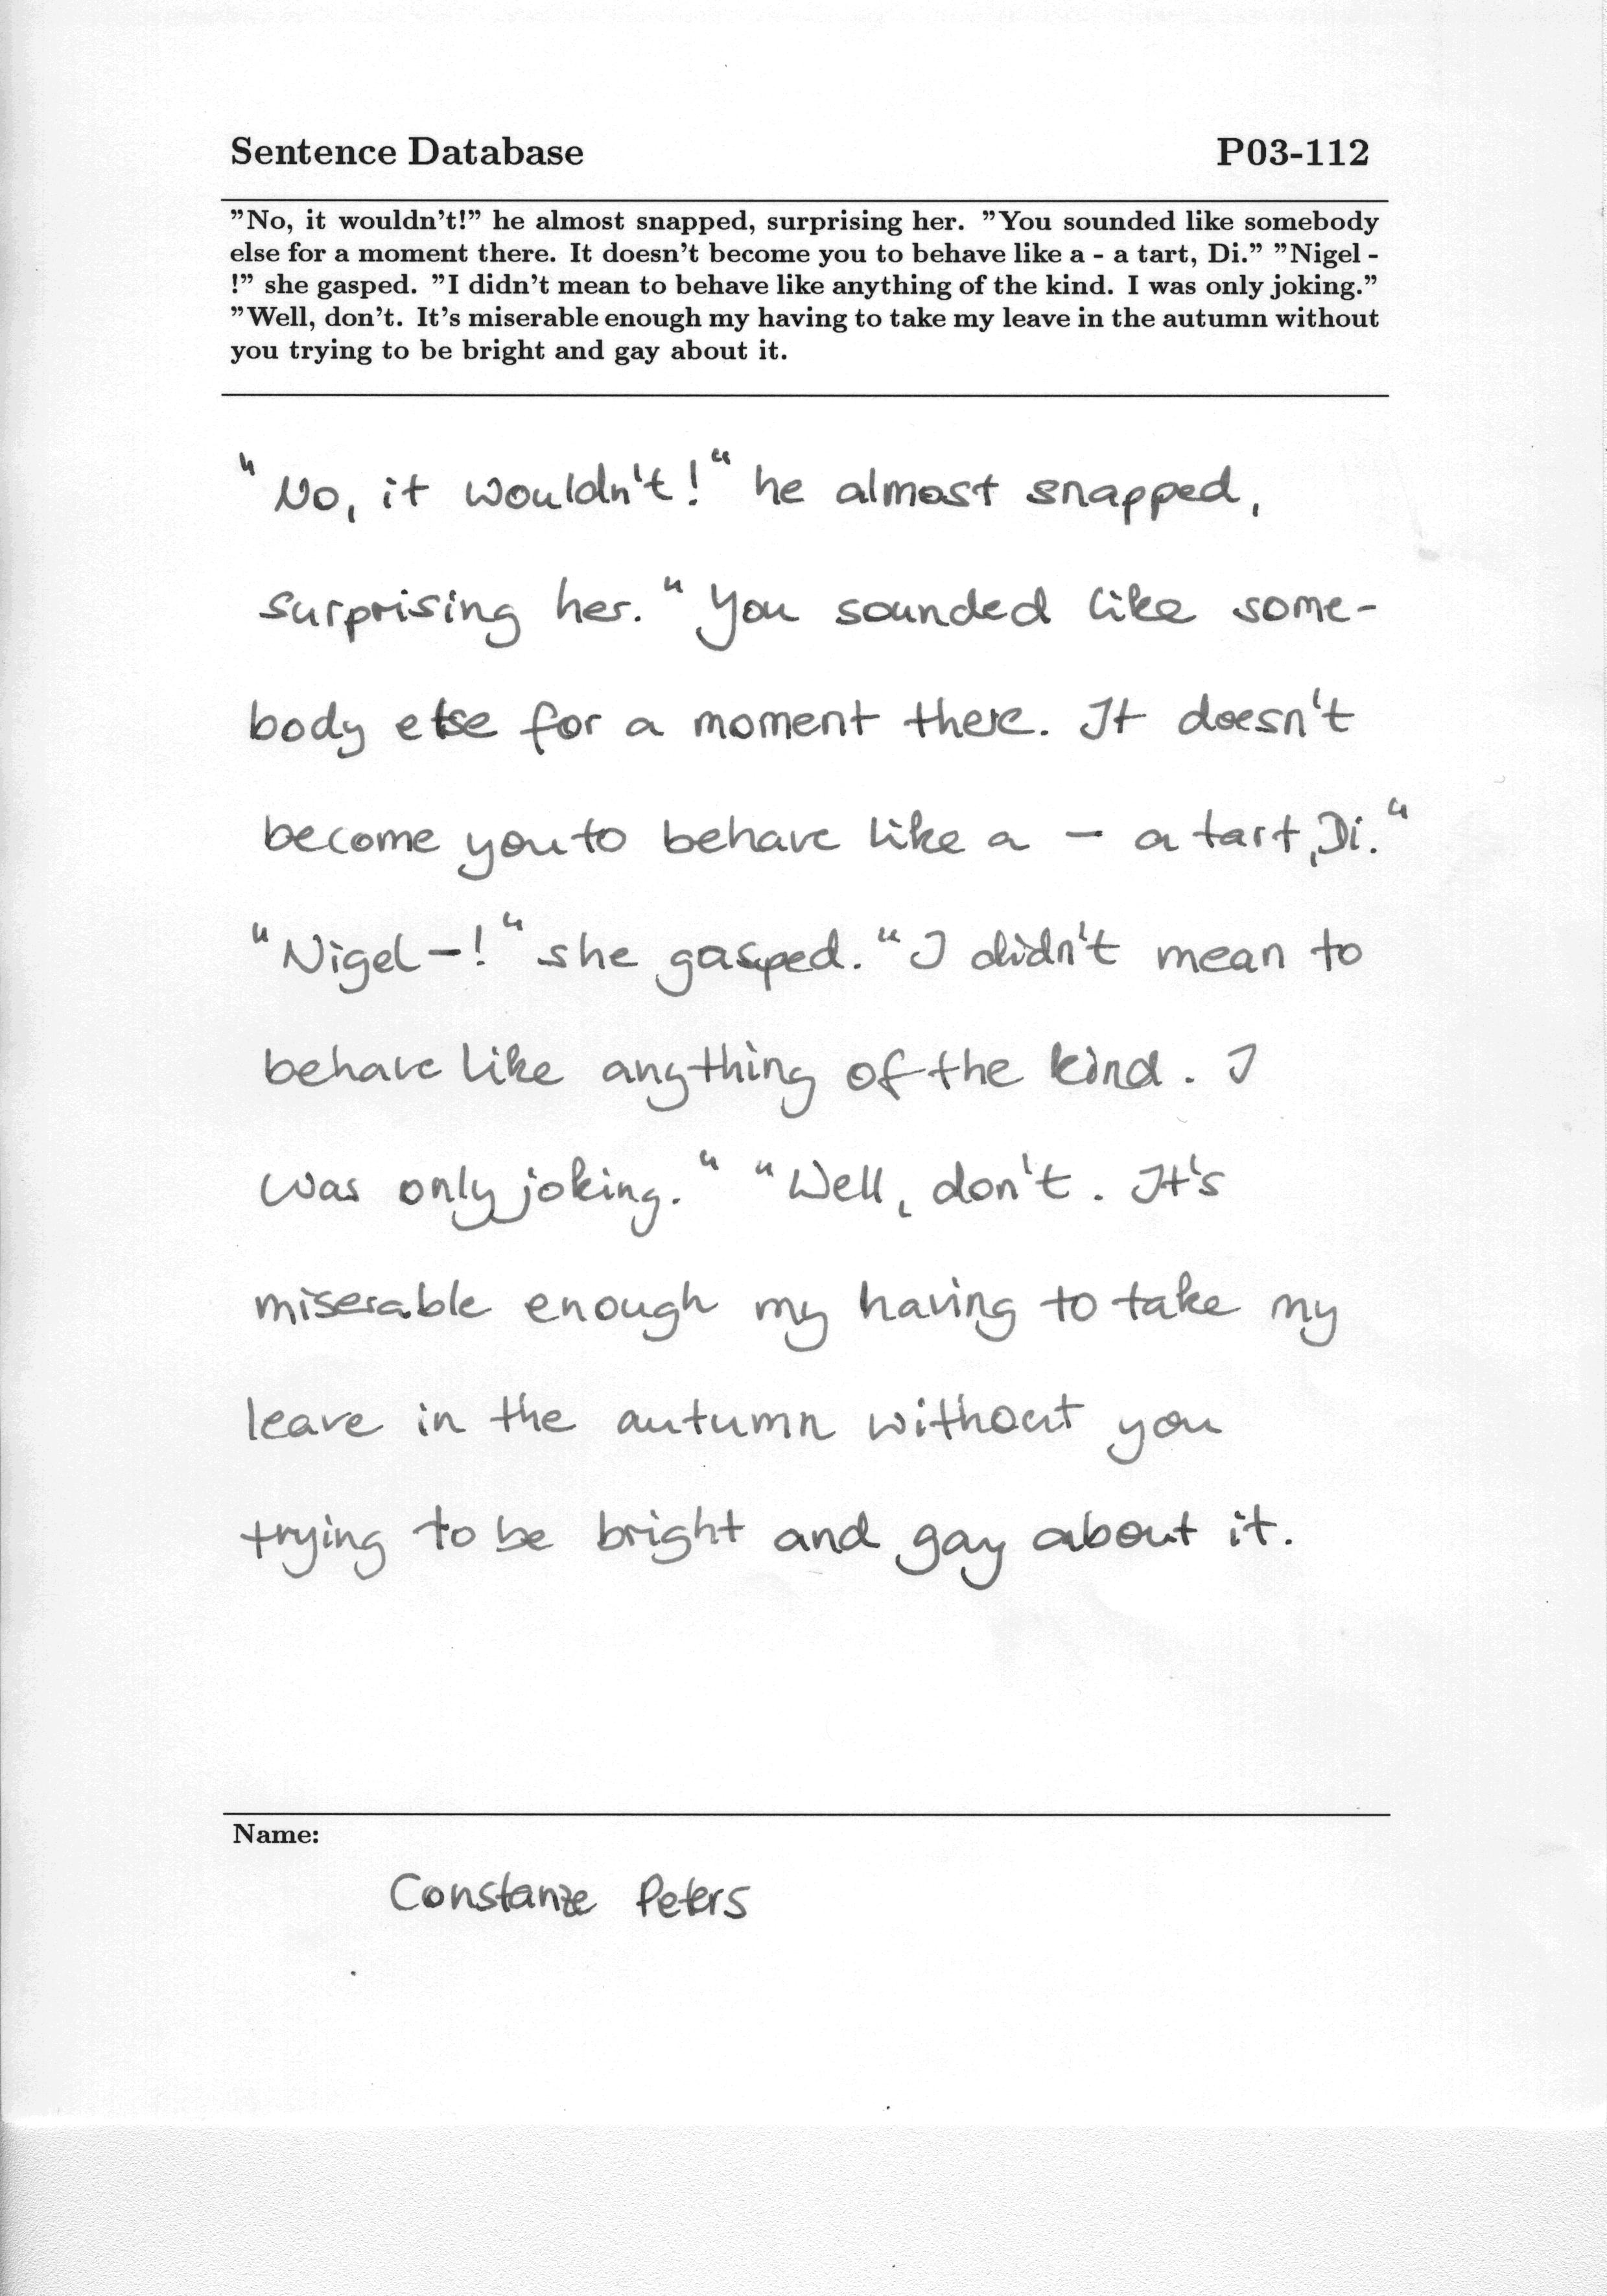 Sentence Database P03-112
"No, it wouldn't!" he almost snapped, surprising her. "You sounded like somebody
else for a moment there. It doesn't become you to behave like a - a tart, Di." "Nigel -
!" she gasped. "I didn't mean to behave like anything of the kind. I was only joking."
"Well, don't. It's miserable enough my having to take my leave in the autumn without
you trying to be bright and gay about it.
"No, it wouldn't!" he almost snapped,
surprising her. "You sounded like some-
body else for a moment there. It doesn't
become you to behave like a - a tart, Di."
"Nigel -!" she gasped. "I didn't mean to
behave like anything of the kind. I
was only joking." "Well, don't. It's
miserable enough my having to take my
leave in the autumn without you
trying to be bright and gay about it.
Name:
Constanze Peters